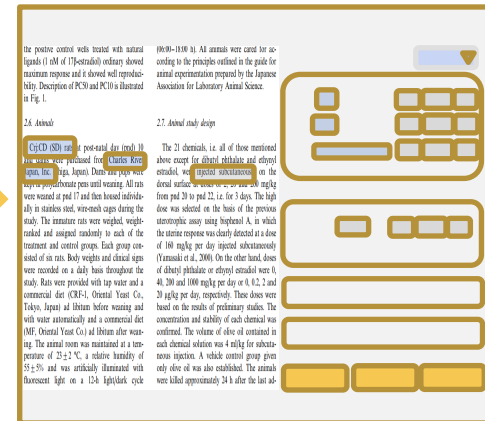 the positive control wells treated with natural
ligands (1 nM of 17β-estradiol) ordinary showed
maximum response and it showed well reproduci-
bility. Description of PC50 and PC10 is illustrated
in Fig. 1.
2.6. Animals
Crj:CD (SD) rats at post-natal day (pnd) 10
and dams were purchased from Charles River
Japan, Inc. (Shiga, Japan). Dams and pups were
kept in polycarbonate pens until weaning. All rats
were weaned at pnd 17 and then housed individu-
ally in stainless steel, wire-mesh cages during the
study. The immature rats were weighed, weight-
ranked and assigned randomly to each of the
treatment and control groups. Each group con-
sisted of six rats. Body weights and clinical signs
were recorded on a daily basis throughout the
study. Rats were provided with tap water and a
commercial diet (CRF-1, Oriental Yeast Co.,
Tokyo, Japan) ad libitum before weaning and
with water automatically and a commercial diet
(MF, Oriental Yeast Co.) ad libitum after wean-
ing. The animal room was maintained at a tem-
perature of 23±2 °C, a relative humidity of
55±5% and was artificially illuminated with
fluorescent light on a 12-h light/dark cycle
(06:00–18:00 h). All animals were cared for ac-
cording to the principles outlined in the guide for
animal experimentation prepared by the Japanese
Association for Laboratory Animal Science.
2.7. Animal study design
The 21 chemicals, i.e. all of those mentioned
above except for dibutyl phthalate and ethynyl
estradiol, were injected subcutaneously on the
dorsal surface at doses of 2, 20 and 200 mg/kg
from pnd 20 to pnd 22, i.e. for 3 days. The high
dose was selected on the basis of the previous
uterotrophic assay using bisphenol A, in which
the uterine response was clearly detected at a dose
of 160 mg/kg per day injected subcutaneously
(Yamasaki et al., 2000). On the other hand, doses
of dibutyl phthalate or ethynyl estradiol were 0,
40, 200 and 1000 mg/kg per day or 0, 0.2, 2 and
20 μg/kg per day, respectively. These doses were
based on the results of preliminary studies. The
concentration and stability of each chemical was
confirmed. The volume of olive oil contained in
each chemical solution was 4 ml/kg for subcuta-
neous injection. A vehicle control group given
only olive oil was also established. The animals
were killed approximately 24 h after the last ad-